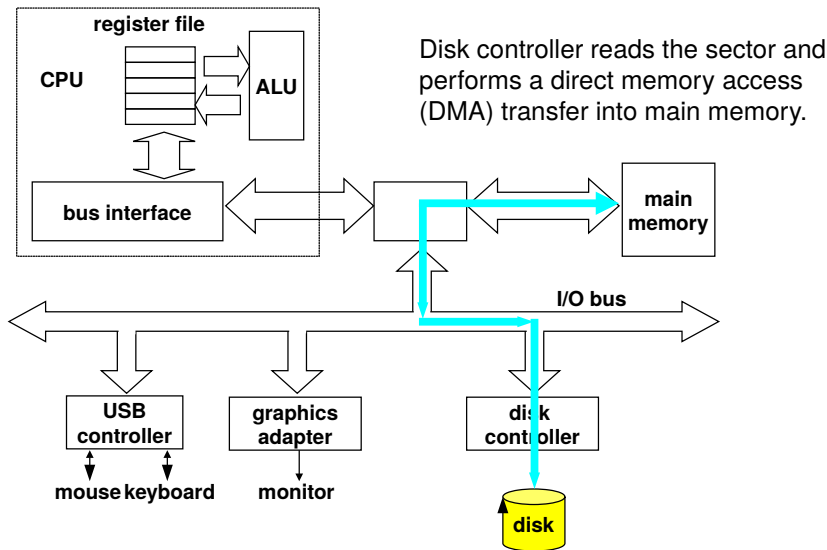 register file
CPU
ALU
Disk controller reads the sector and
performs a direct memory access
(DMA) transfer into main memory.
bus interface
main
memory
I/O bus
USB
controller
graphics
adapter
disk
controller
mouse keyboard
monitor
disk